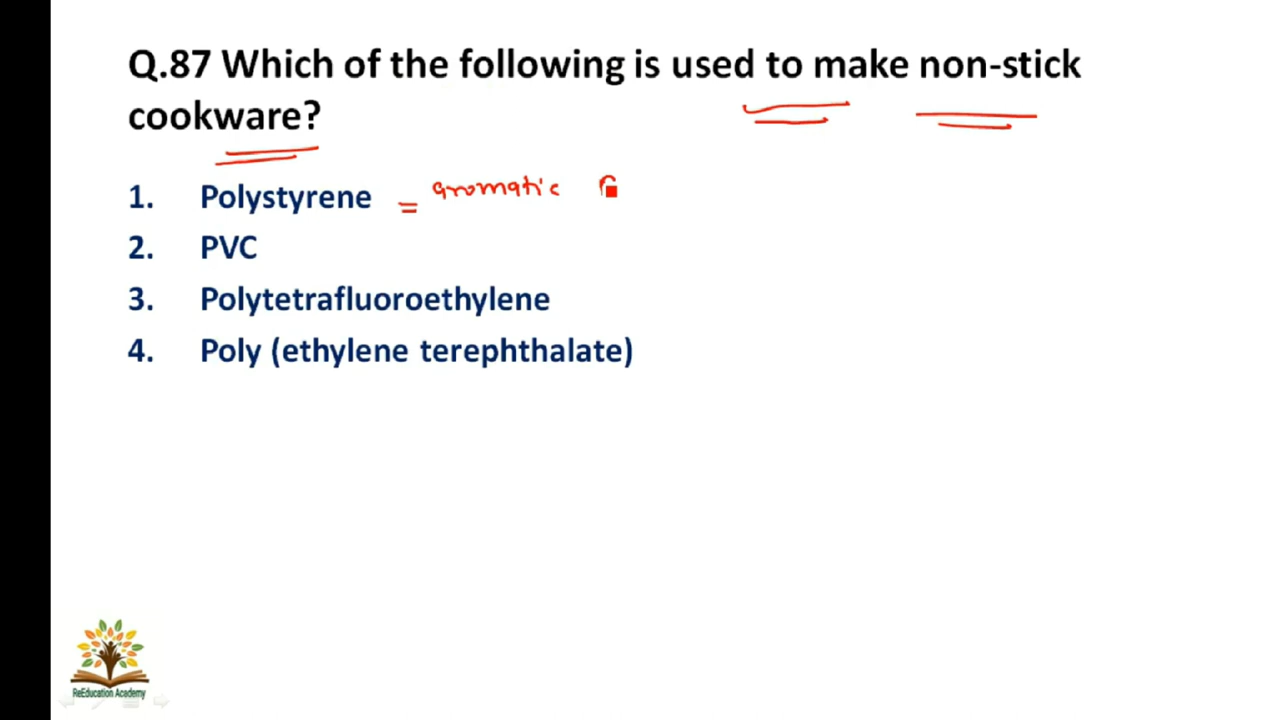 Q.87 Which of the following is used to make non-stick
cookware?
1. Polystyrene = aromatic
2. PVC
3. Polytetrafluoroethylene
4. Poly (ethylene terephthalate)
ReEducation Academy